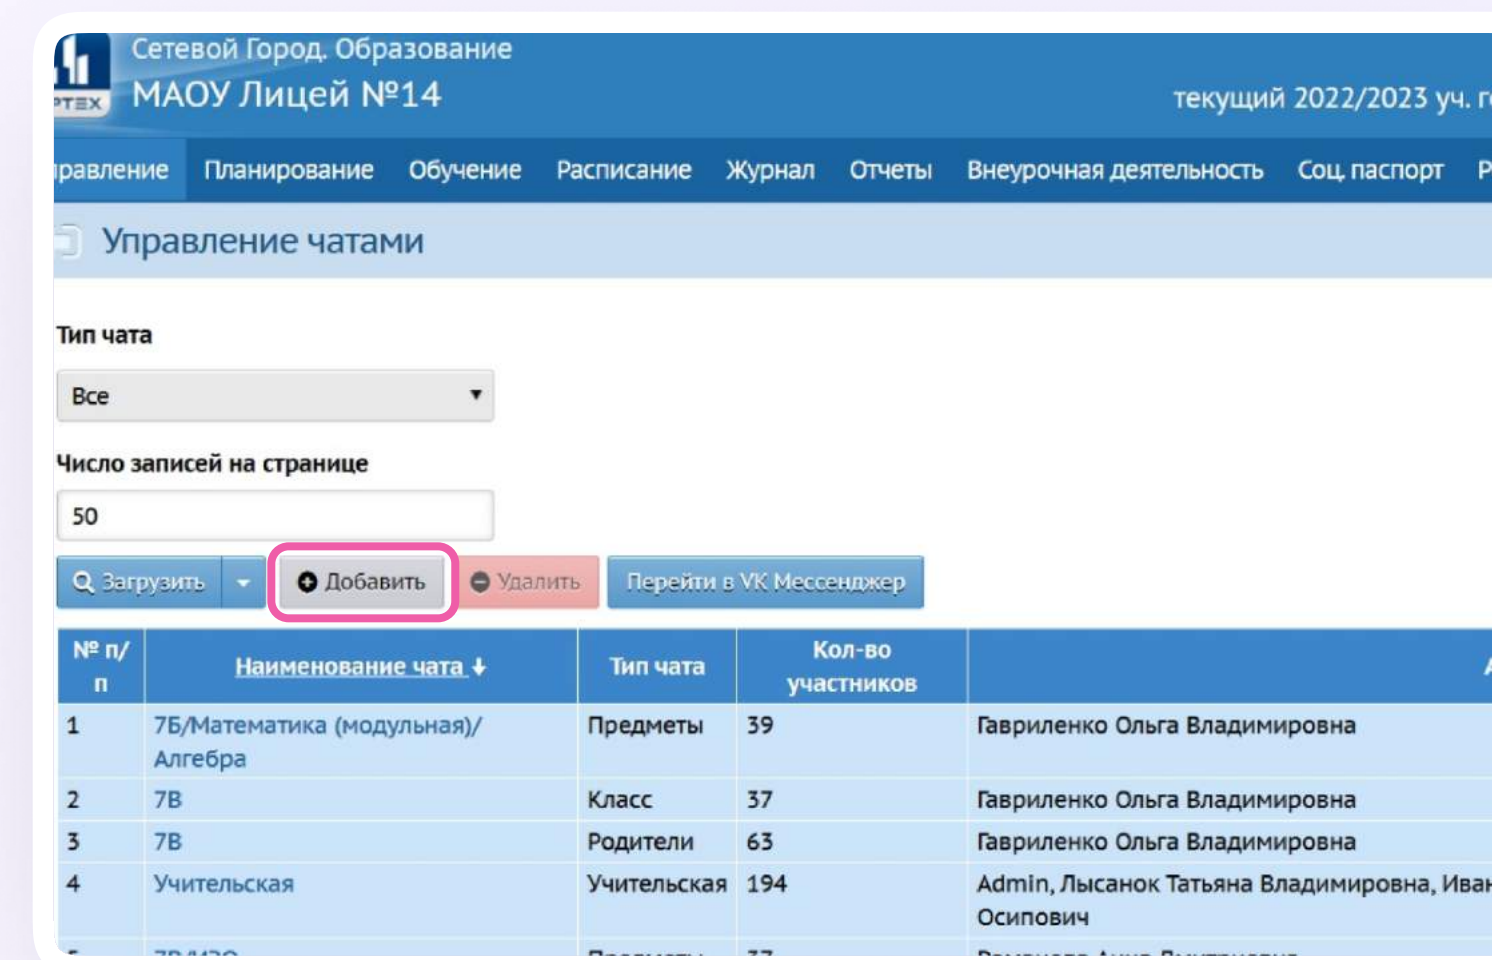 Сетевой Город. Образование
МАОУ Лицей №14
текущий 2022/2023 уч.
Планирование Обучение Расписание Журнал Отчеты Внеурочная деятельность Соц. паспорт
Управление чатами
Тип чата
Все
Число записей на странице
50
Загрузить Добавить Удалить Перейти в VK Мессенджер
№ п/п Наименование чата Тип чата Кол-во участников
1 7Б/Математика (модульная)/ Предметы 39 Гавриленко Ольга Владимировна
Алгебра
2 7В Класс 37 Гавриленко Ольга Владимировна
3 7В Родители 63 Гавриленко Ольга Владимировна
4 Учительская Учительская 194 Admin, Лысанок Татьяна Владимировна,
Осипович